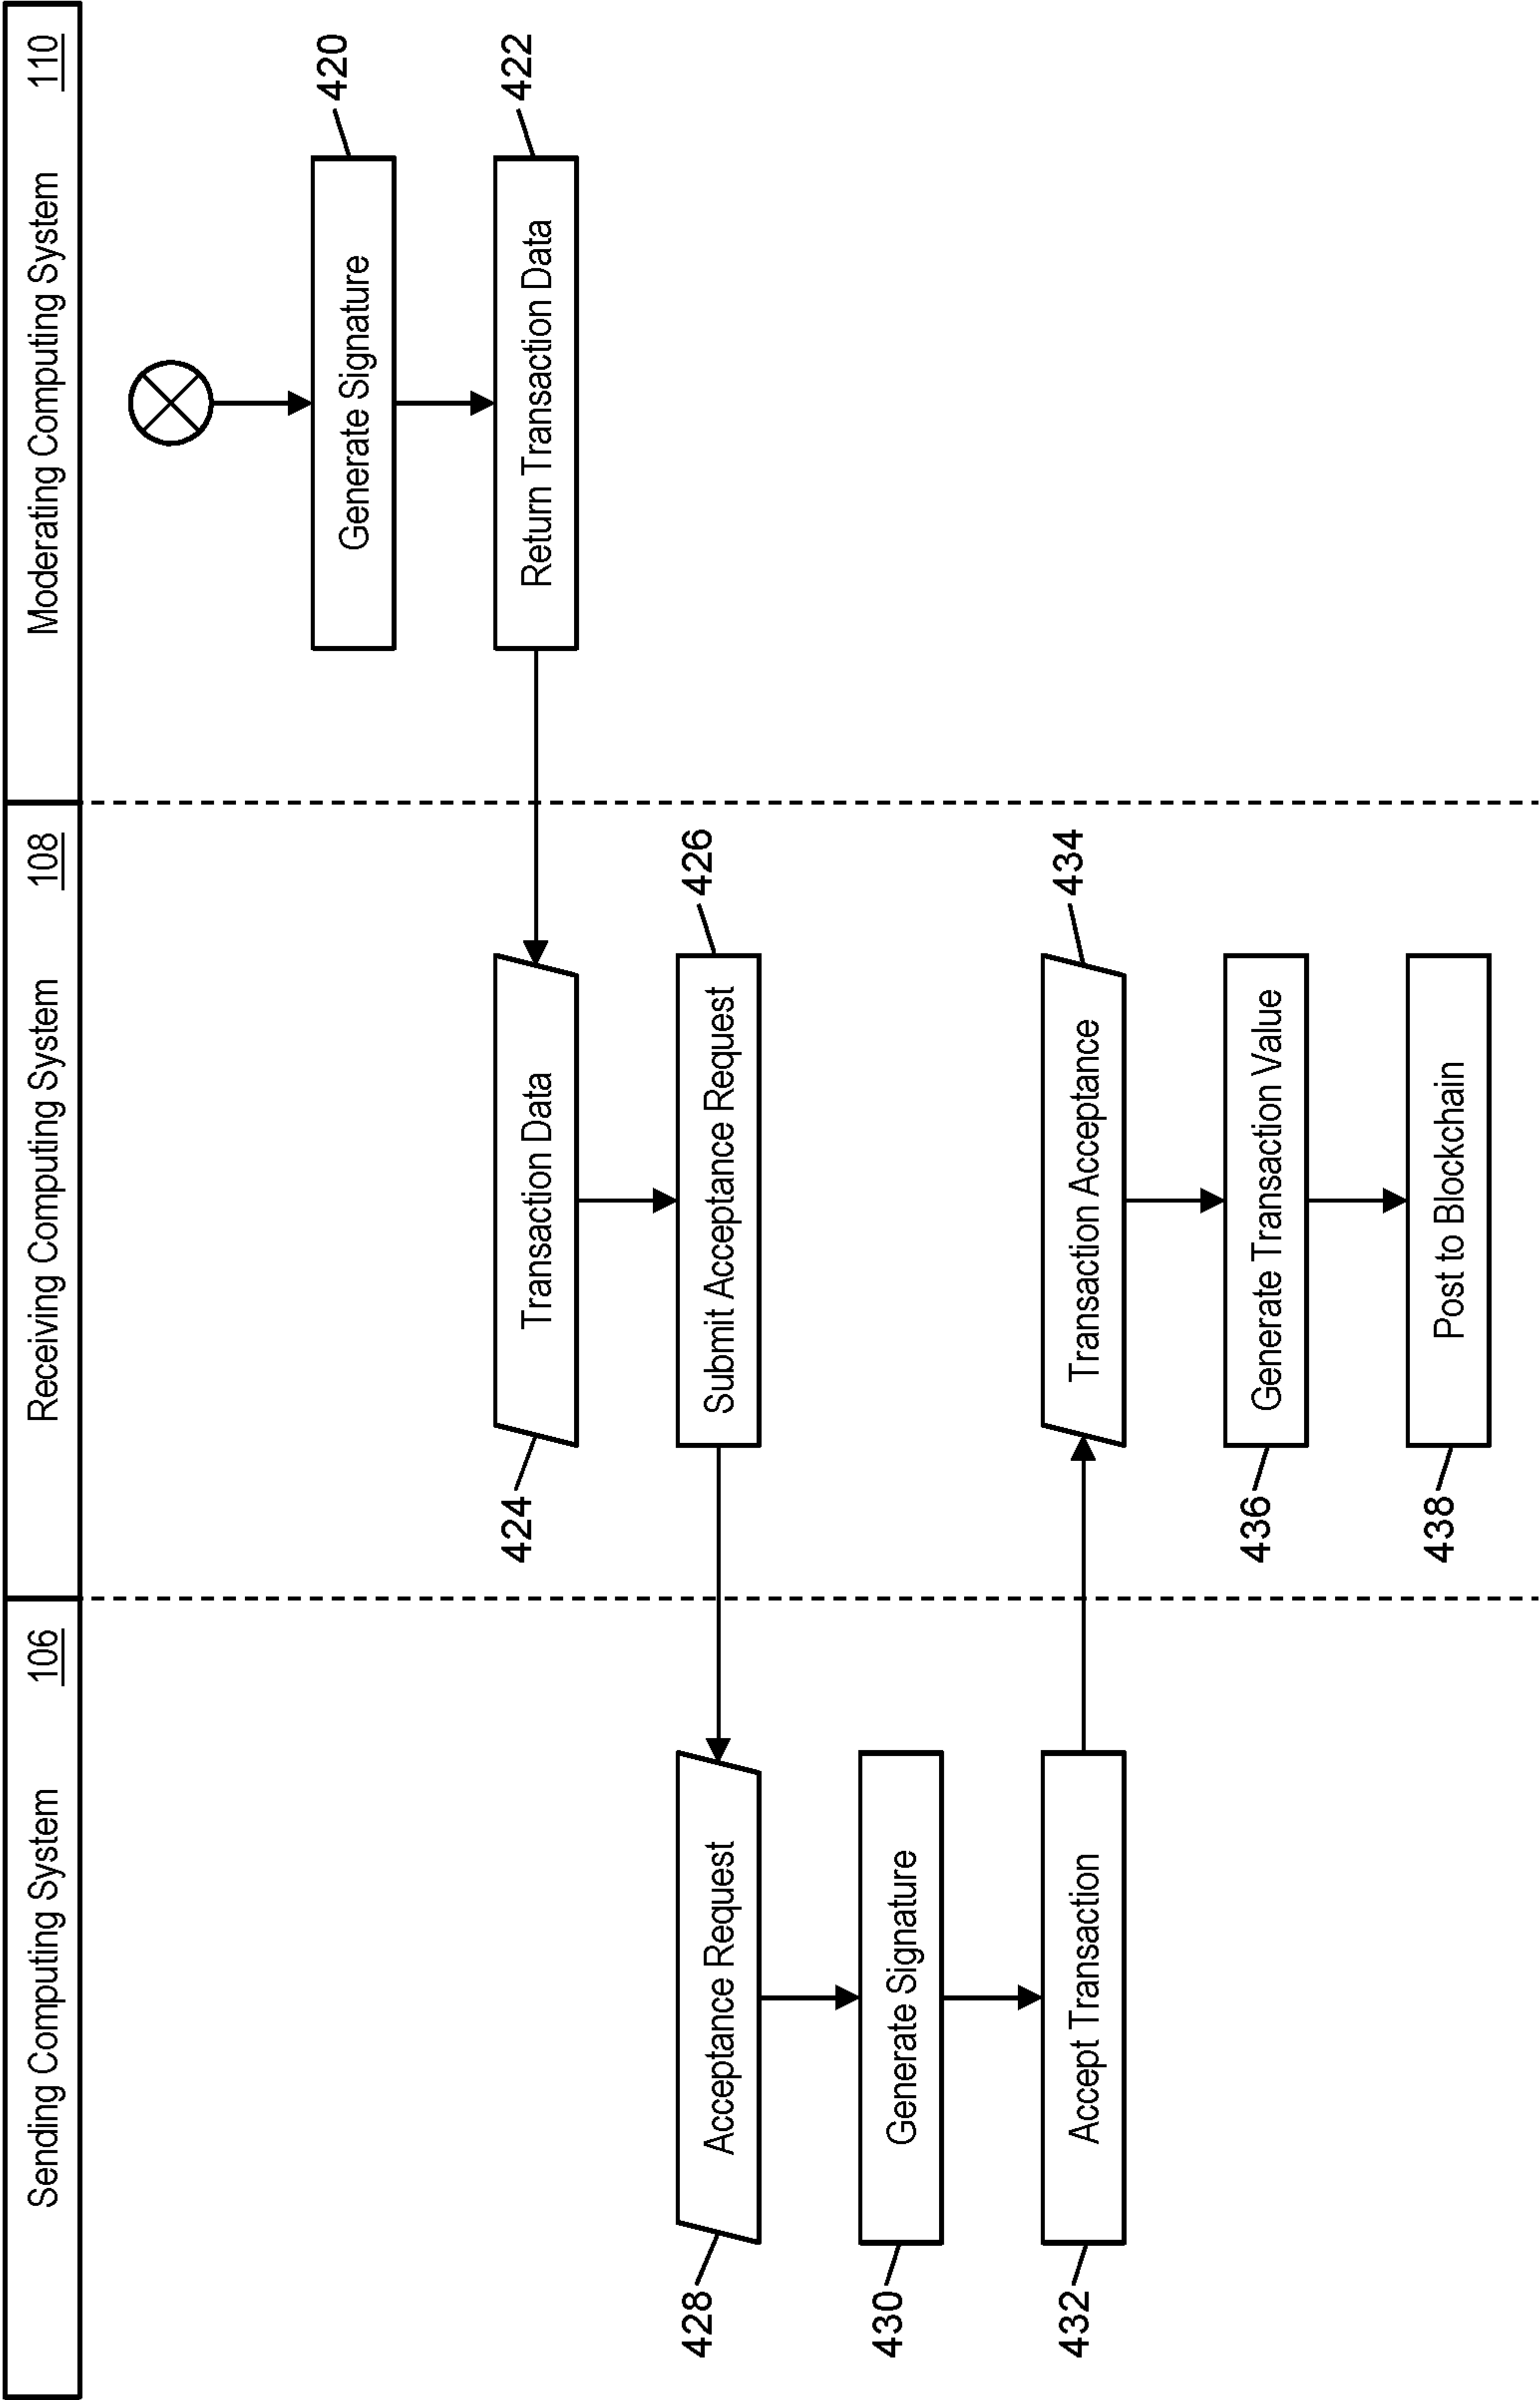 Sending Computing System 106
Receiving Computing System 108
Moderating Computing System 110
Generate Signature
420
Return Transaction Data
422
424
Transaction Data
Submit Acceptance Request
426
428
Acceptance Request
430
Generate Signature
432
Accept Transaction
Transaction Acceptance
434
436
Generate Transaction Value
438
Post to Blockchain